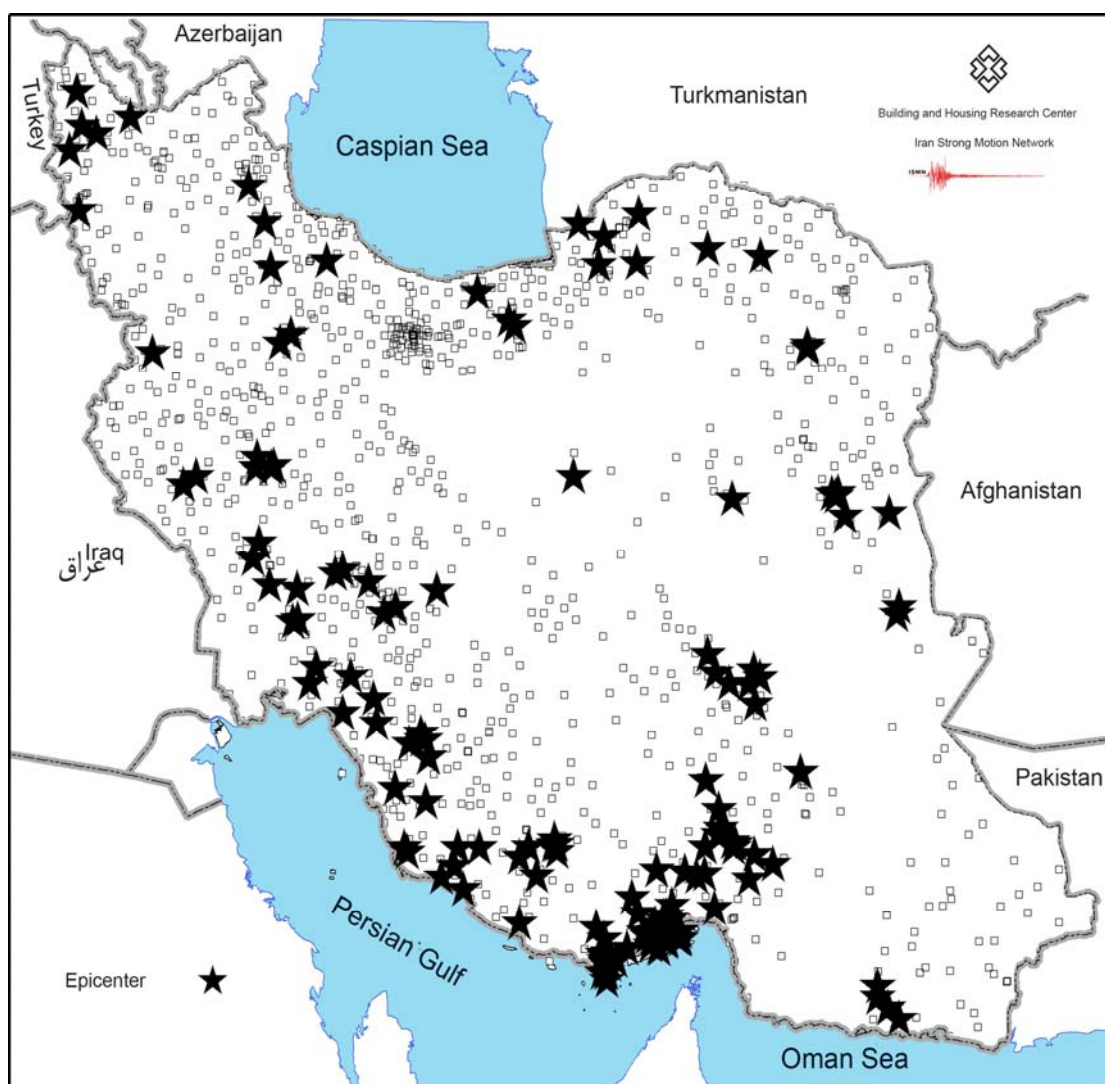 Azerbaijan
Turkey
Turkmanistan
Caspian Sea
Building and Housing Research Center
Iran Strong Motion Network
ISMN
Afghanistan
Iraq
عراق
Pakistan
Persian Gulf
Epicenter
Oman Sea